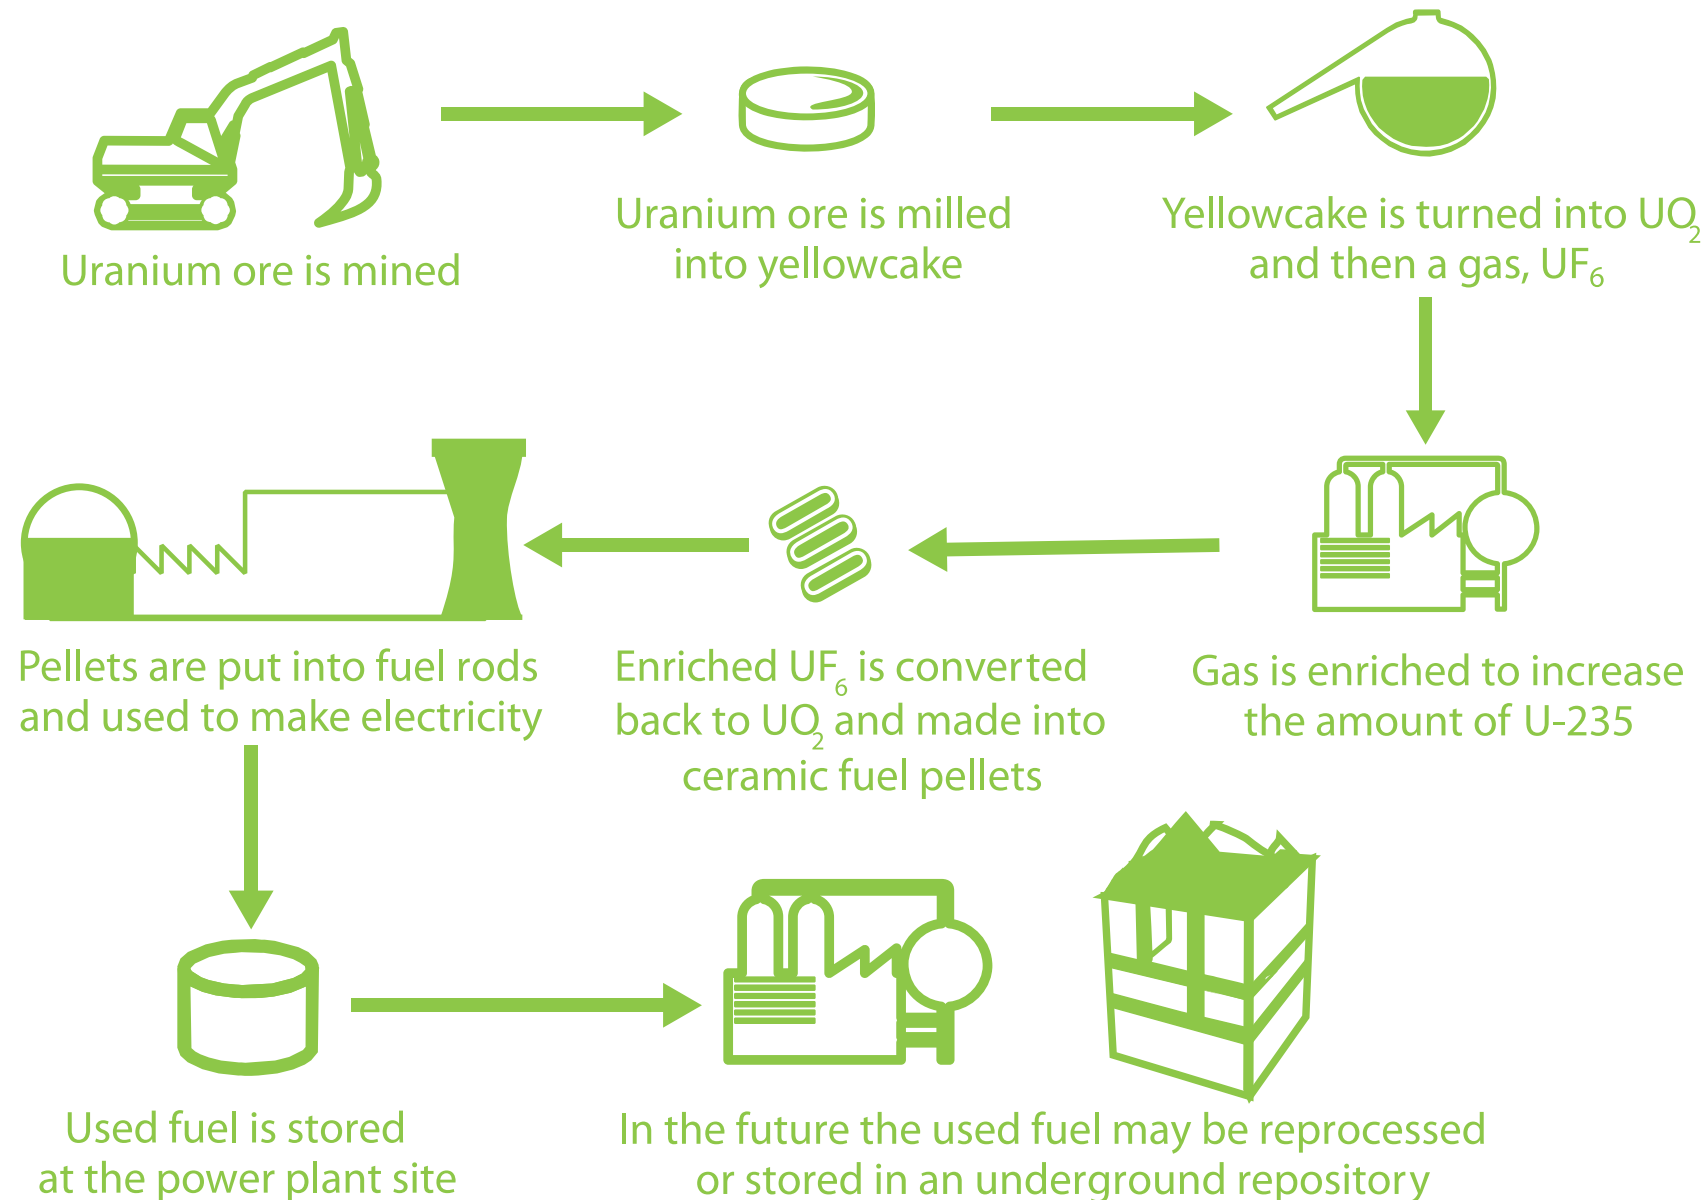 Uranium ore is mined
Uranium ore is milled
into yellowcake
Yellowcake is turned into UO₂
and then a gas, UF₆
Gas is enriched to increase
the amount of U-235
Enriched UF₆ is converted
back to UO₂ and made into
ceramic fuel pellets
Pellets are put into fuel rods
and used to make electricity
Used fuel is stored
at the power plant site
In the future the used fuel may be reprocessed
or stored in an underground repository